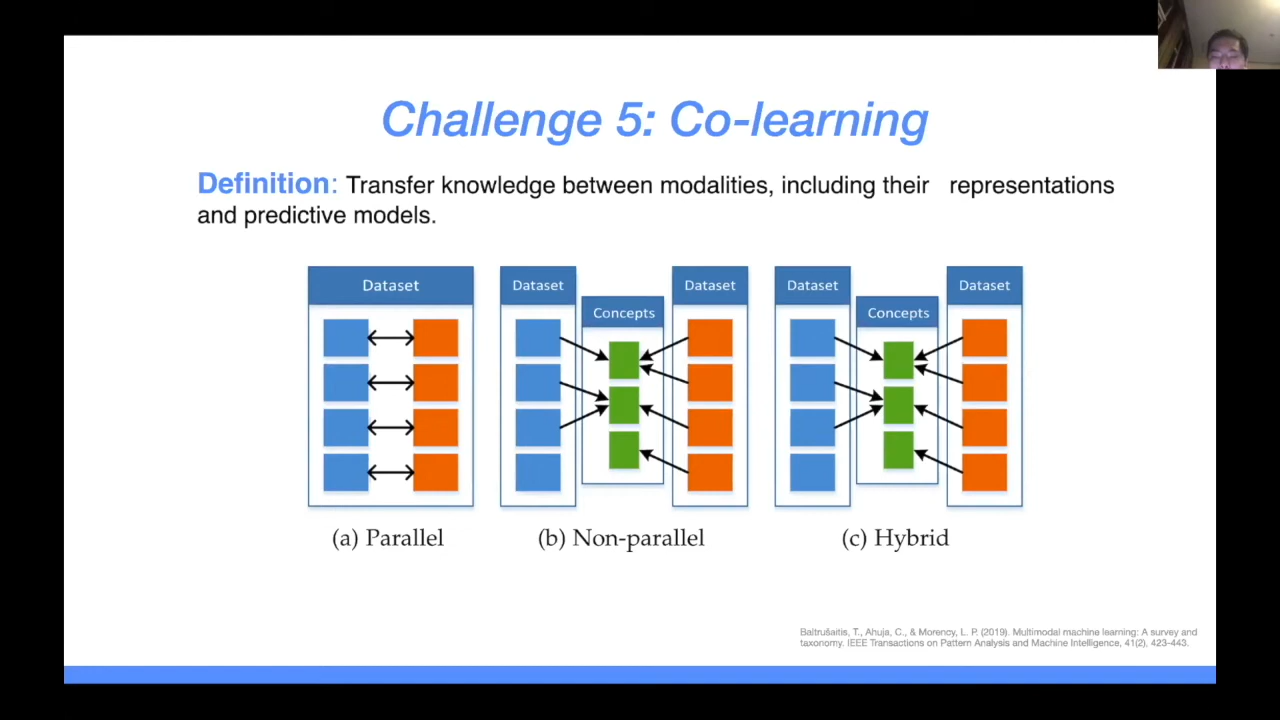 Challenge 5: Co-learning
Definition: Transfer knowledge between modalities, including their representations
and predictive models.
Dataset
Dataset
Concepts
Dataset
Dataset
Concepts
Dataset
(a) Parallel
(b) Non-parallel
(c) Hybrid
Baltrušaitis, T., Ahuja, C., & Morency, L. P. (2019). Multimodal machine learning: A survey and
taxonomy. IEEE Transactions on Pattern Analysis and Machine Intelligence, 41(2), 423-443.